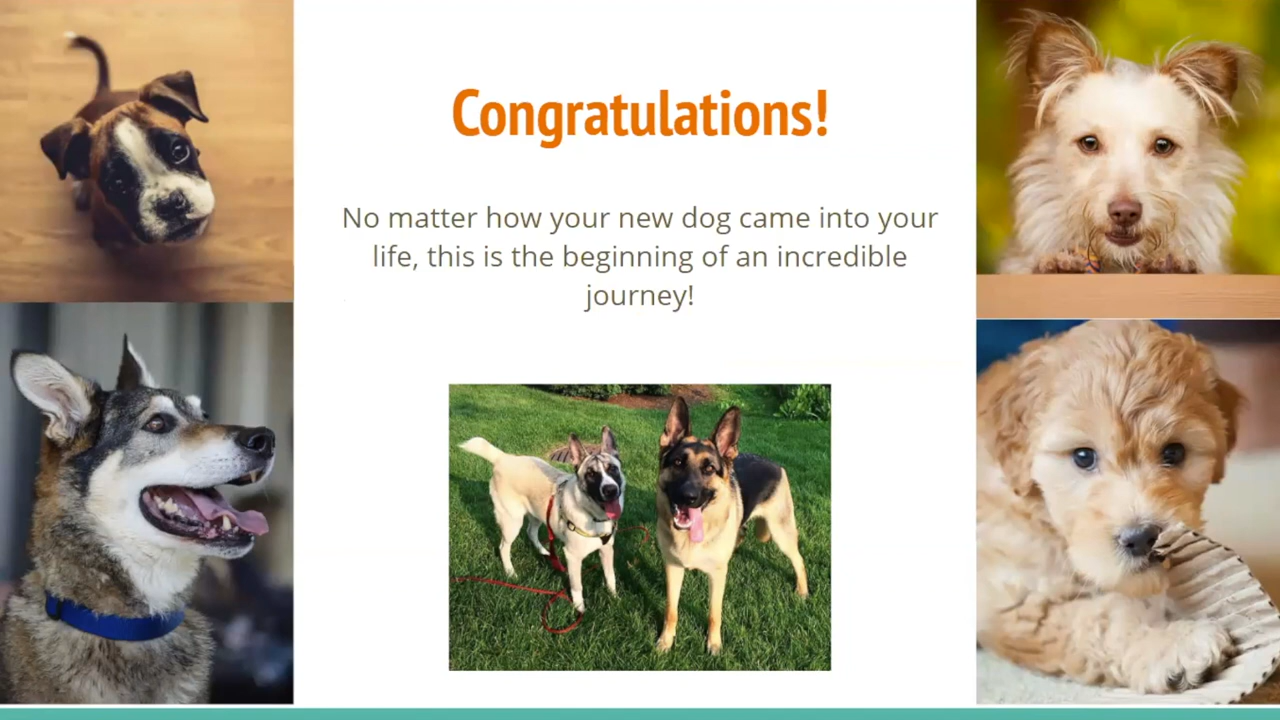 Congratulations!
No matter how your new dog came into your
life, this is the beginning of an incredible
journey!